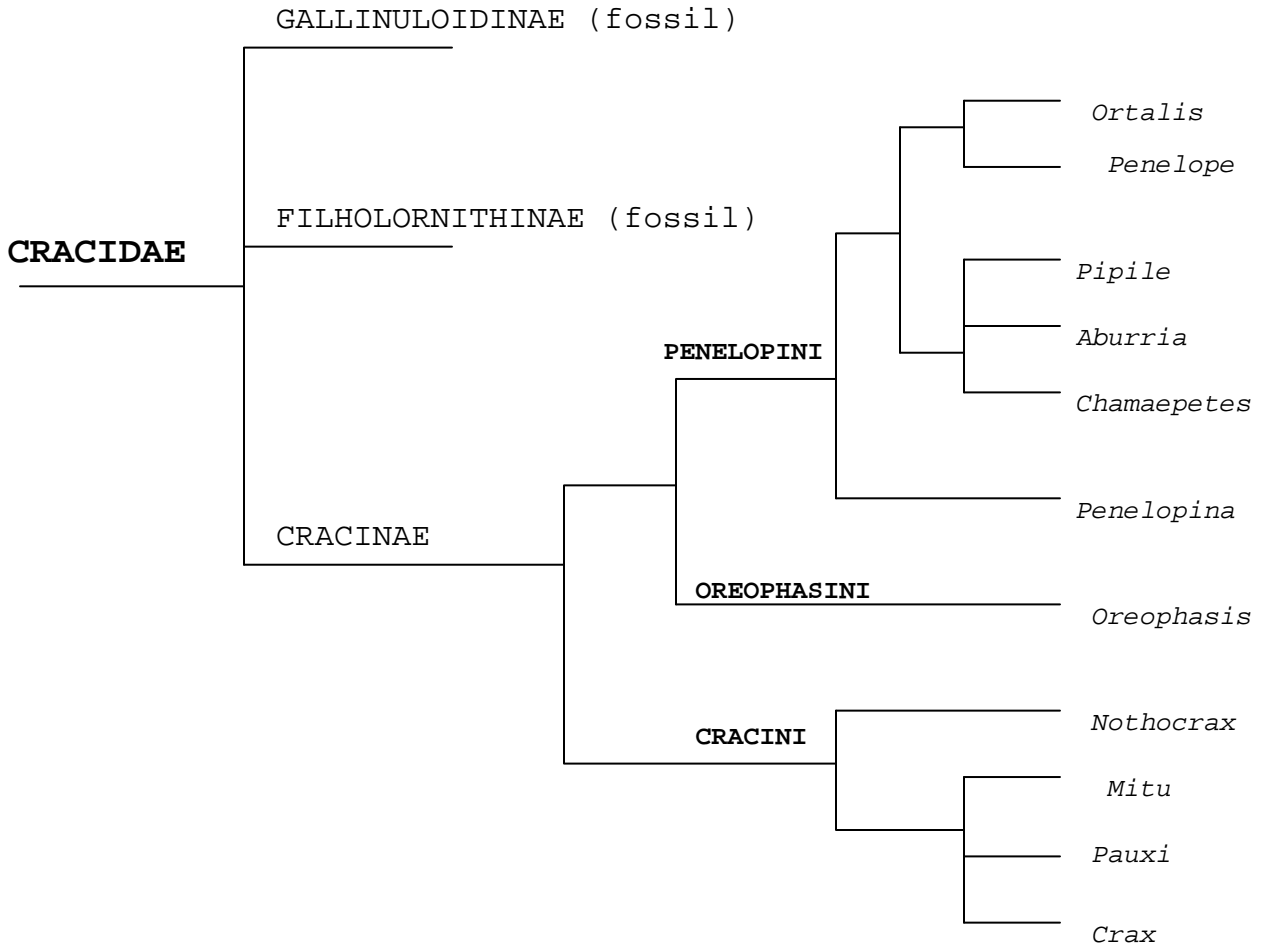 GALLINULOIDINAE (fossil)
Ortalis
Penelope
FILHOLORNITHINAE (fossil)
CRACIDAE
Pipile
Aburria
PENELOPINI
Chamaepetes
Penelopina
CRACINAE
OREOPHASINI
Oreophasis
Nothocrax
CRACINI
Mitu
Pauxi
Crax